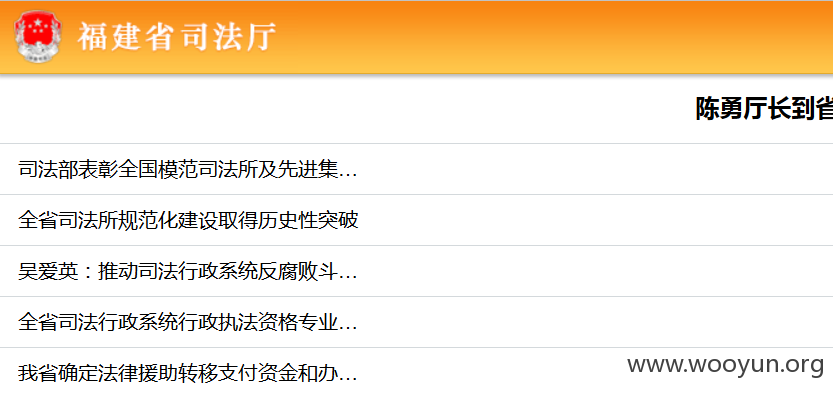 福建省司法厅
陈勇厅长到省
司法部表彰全国模范司法所及先进集…
全省司法所规范化建设取得历史性突破
吴爱英：推动司法行政系统反腐败斗…
全省司法行政系统行政执法资格专业…
我省确定法律援助转移支付资金和办…
www.wooyun.org